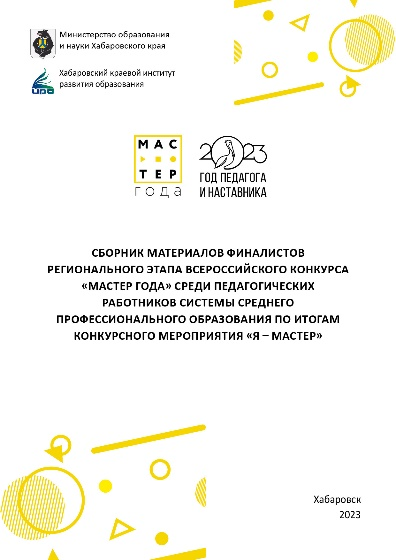 Министерство образования
и науки Хабаровского края
Хабаровский краевой институт
развития образования
МАС
ТЕР
года
2023
ГОД ПЕДАГОГА
И НАСТАВНИКА
СБОРНИК МАТЕРИАЛОВ ФИНАЛИСТОВ
РЕГИОНАЛЬНОГО ЭТАПА ВСЕРОССИЙСКОГО КОНКУРСА
«МАСТЕР ГОДА» СРЕДИ ПЕДАГОГИЧЕСКИХ
РАБОТНИКОВ СИСТЕМЫ СРЕДНЕГО
ПРОФЕССИОНАЛЬНОГО ОБРАЗОВАНИЯ ПО ИТОГАМ
КОНКУРСНОГО МЕРОПРИЯТИЯ «Я – МАСТЕР»
Хабаровск
2023